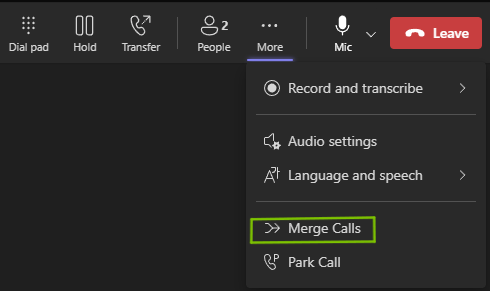 Dial pad Hold Transfer People 2 More Mic Leave
Record and transcribe
Audio settings
Language and speech
Merge Calls
Park Call